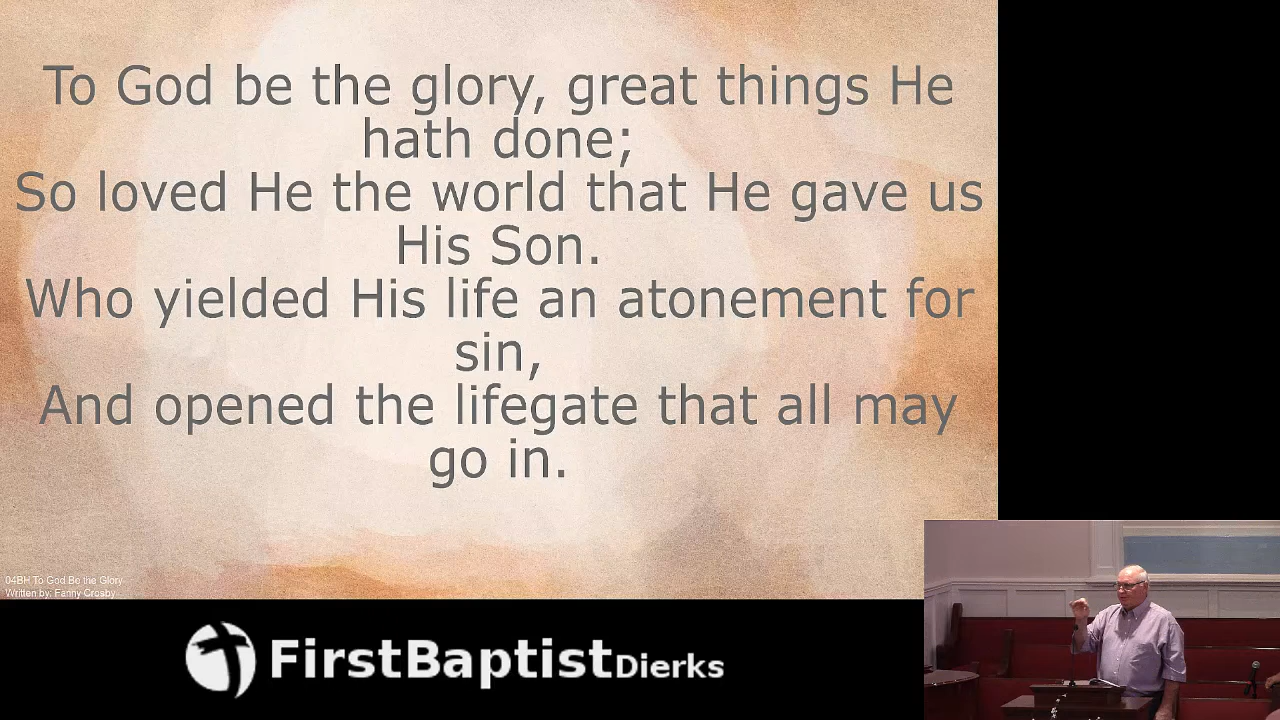 To God be the glory, great things He
hath done;
So loved He the world that He gave us
His Son.
Who yielded His life an atonement for
sin,
And opened the lifegate that all may
go in.
04BH To God Be the Glory
Written by: Fanny Crosby
FirstBaptistDierks